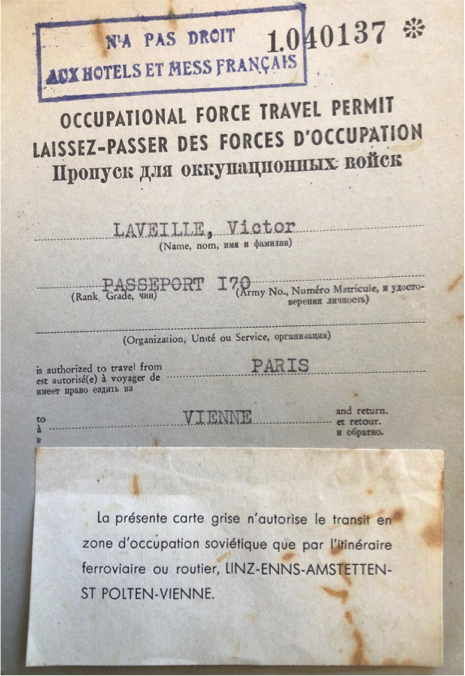 N'A PAS DROIT
AUX HOTELS ET MESS FRANÇAIS
1.040137 ❊
OCCUPATIONAL FORCE TRAVEL PERMIT
LAISSEZ-PASSER DES FORCES D'OCCUPATION
Пропуск для оккупационных войск
LAVEILLE, Victor
(Name, nom, имя и фамилия)
PASSEPORT I70
(Rank, Grade, чин) (Army No., Numéro Matricule, и удосто-
верения личность)
(Organization, Unité ou Service, организация)
is authorized to travel from
est autorisé(e) à voyager de PARIS
имеет право ездить из
to and return.
à VIENNE et retour.
и и обратно.
La présente carte grise n'autorise le transit en
zone d'occupation soviétique que par l'itinéraire
ferroviaire ou routier, LINZ-ENNS-AMSTETTEN-
ST POLTEN-VIENNE.